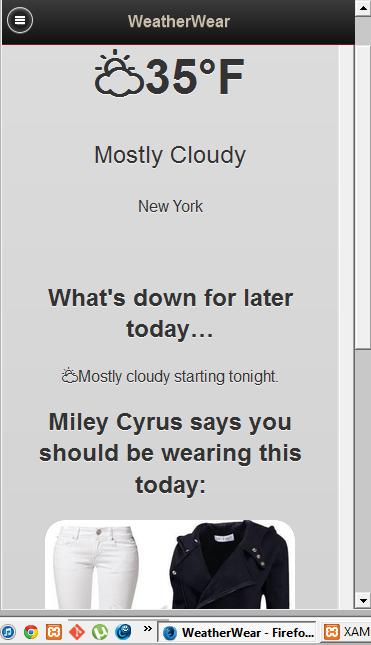 WeatherWear
35°F
Mostly Cloudy
New York
What's down for later
today…
Mostly cloudy starting tonight.
Miley Cyrus says you
should be wearing this
today:
» WeatherWear - Firefo... XAM